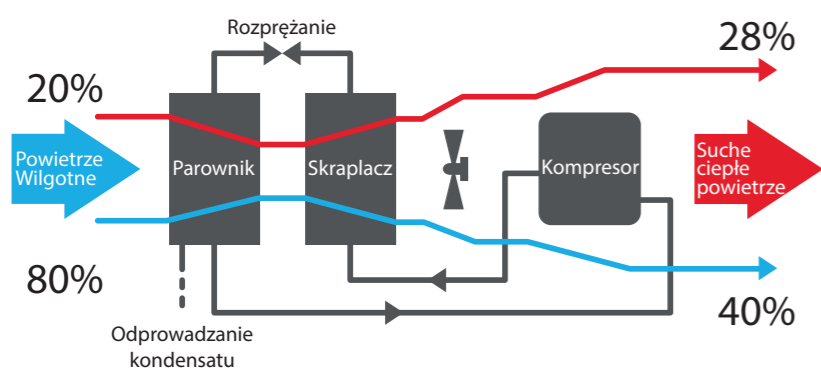 Rozprężanie
28%
20%
Powietrze
Wilgotne
Parownik
Skraplacz
Kompresor
Suche
ciepłe
powietrze
80%
40%
Odprowadzanie
kondensatu